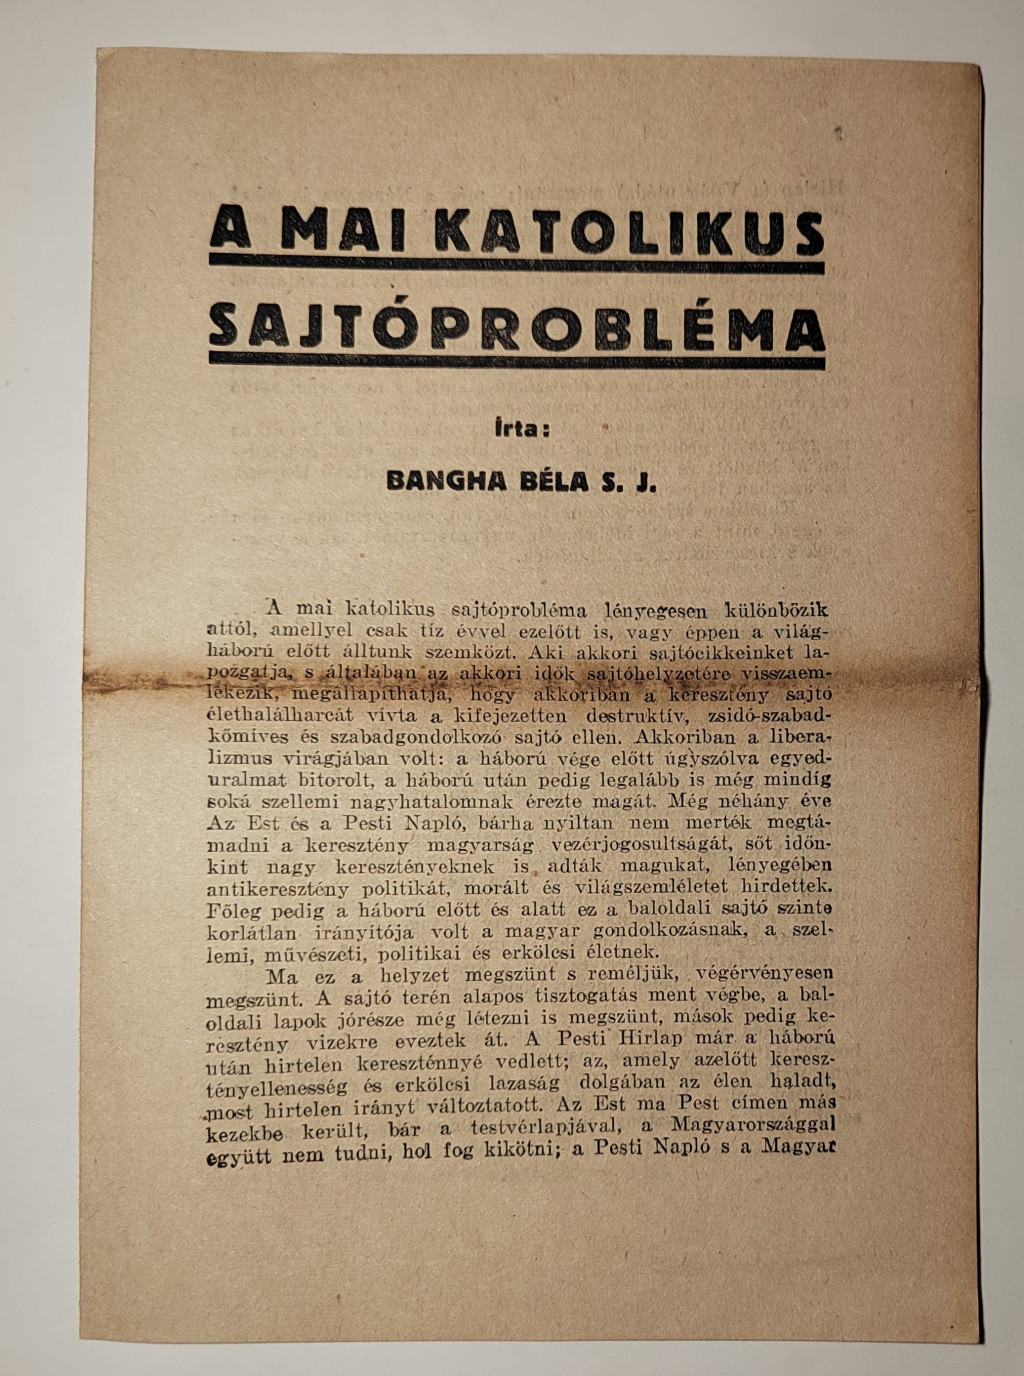 A MAI KATOLIKUS
SAJTÓPROBLÉMA
Írta:
BANGHA BÉLA S. J.
A mai katolikus sajtóprobléma lényegesen különbözik
attól, amellyel csak tíz évvel ezelőtt is, vagy éppen a világ-
háború előtt álltunk szemközt. Aki akkori sajtócikkeinket la-
pozgatja, s általában az akkori idők sajtóhelyzetére visszaem-
lékezik, megállapíthatja, hogy akkoriban a keresztény sajtó
élethalálharcát vívta a kifejezetten destruktív, zsidó-szabad-
kőmíves és szabadgondolkozó sajtó ellen. Akkoriban a libera-
lizmus virágjában volt: a háború vége előtt úgyszólva egyed-
uralmat bitorolt, a háború után pedig legalább is még mindíg
soká szellemi nagyhatalomnak érezte magát. Még néhány éve
Az Est és a Pesti Napló, bárha nyiltan nem merték megtá-
madni a keresztény magyarság vezérjogosultságát, sőt időn-
kint nagy keresztényeknek is adták magukat, lényegében
antikeresztény politikát, morált és világszemléletet hirdettek.
Főleg pedig a háború előtt és alatt ez a baloldali sajtó szinte
korlátlan irányítója volt a magyar gondolkozásnak, a szel-
lemi, művészeti, politikai és erkölcsi életnek.
Ma ez a helyzet megszünt s reméljük, végérvényesen
megszünt. A sajtó terén alapos tisztogatás ment végbe, a bal-
oldali lapok jórésze még létezni is megszünt, mások pedig ke-
resztény vizekre eveztek át. A Pesti Hirlap már a háború
után hirtelen kereszténnyé vedlett; az, amely azelőtt keresz-
tényellenesség és erkölcsi lazaság dolgában az élen haladt,
most hirtelen irányt változtatott. Az Est ma Pest címen más
kezekbe került, bár a testvérlapjával, a Magyarországgal
együtt nem tudni, hol fog kikötni; a Pesti Napló s a Magyar